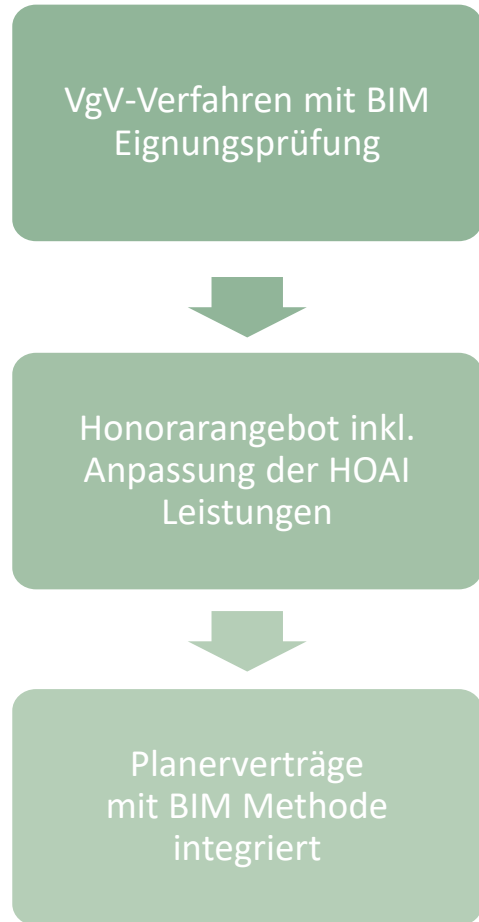 VgV-Verfahren mit BIM
Eignungsprüfung
Honorarangebot inkl.
Anpassung der HOAI
Leistungen
Planerverträge
mit BIM Methode
integriert